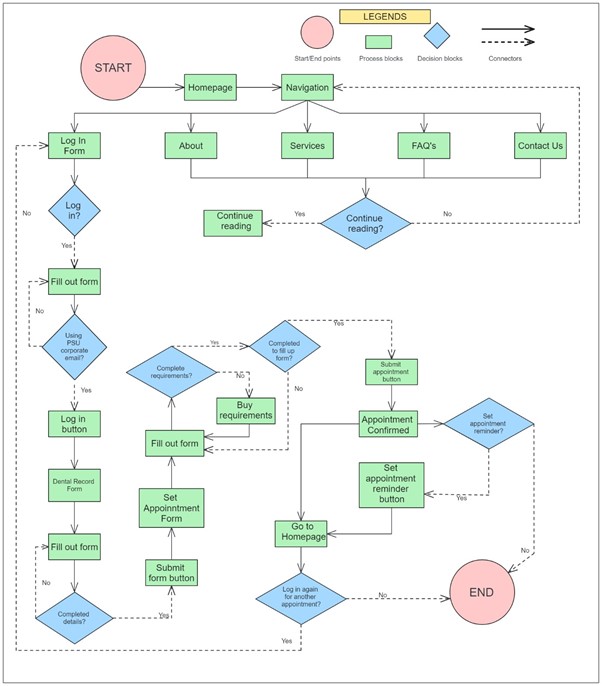 LEGENDS
Start/End points
Process blocks
Decision blocks
Connectors
START
Homepage
Navigation
Log In
Form
About
Services
FAQ's
Contact Us
No
Log
in?
Yes
Continue
reading
Yes
Continue
reading?
No
Fill out form
No
Using
PSU
corporate
email?
Yes
Log in
button
Dental Record
Form
Fill out form
No
Completed
details?
Yes
Submit
form button
Set
Appoinntment
Form
Fill out form
Complete
requirements?
Yes
No
Buy
requirements
Completed
to fill up
form?
Yes
No
Submit
appointment
button
Appointment
Confirmed
Set
appointment
reminder?
Yes
No
Set
appointment
reminder
button
Go to
Homepage
Log in again
for another
appointment?
No
Yes
END